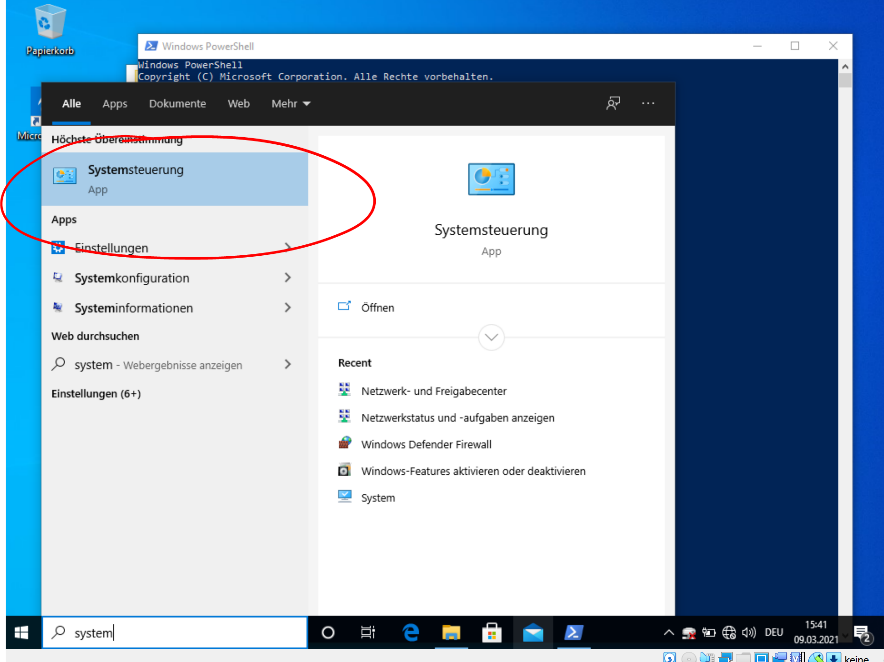 Papierkorb
Windows PowerShell
Windows PowerShell
Copyright (C) Microsoft Corporation. Alle Rechte vorbehalten.
Alle Apps Dokumente Web Mehr
Micro
Höchste Übereinstimmung
Systemsteuerung
App
Apps
Einstellungen
Systemkonfiguration
Systeminformationen
Web durchsuchen
system - Webergebnisse anzeigen
Einstellungen (6+)
Systemsteuerung
App
Öffnen
Recent
Netzwerk- und Freigabecenter
Netzwerkstatus und -aufgaben anzeigen
Windows Defender Firewall
Windows-Features aktivieren oder deaktivieren
System
system
DEU
15:41
09.03.2021
2
keine